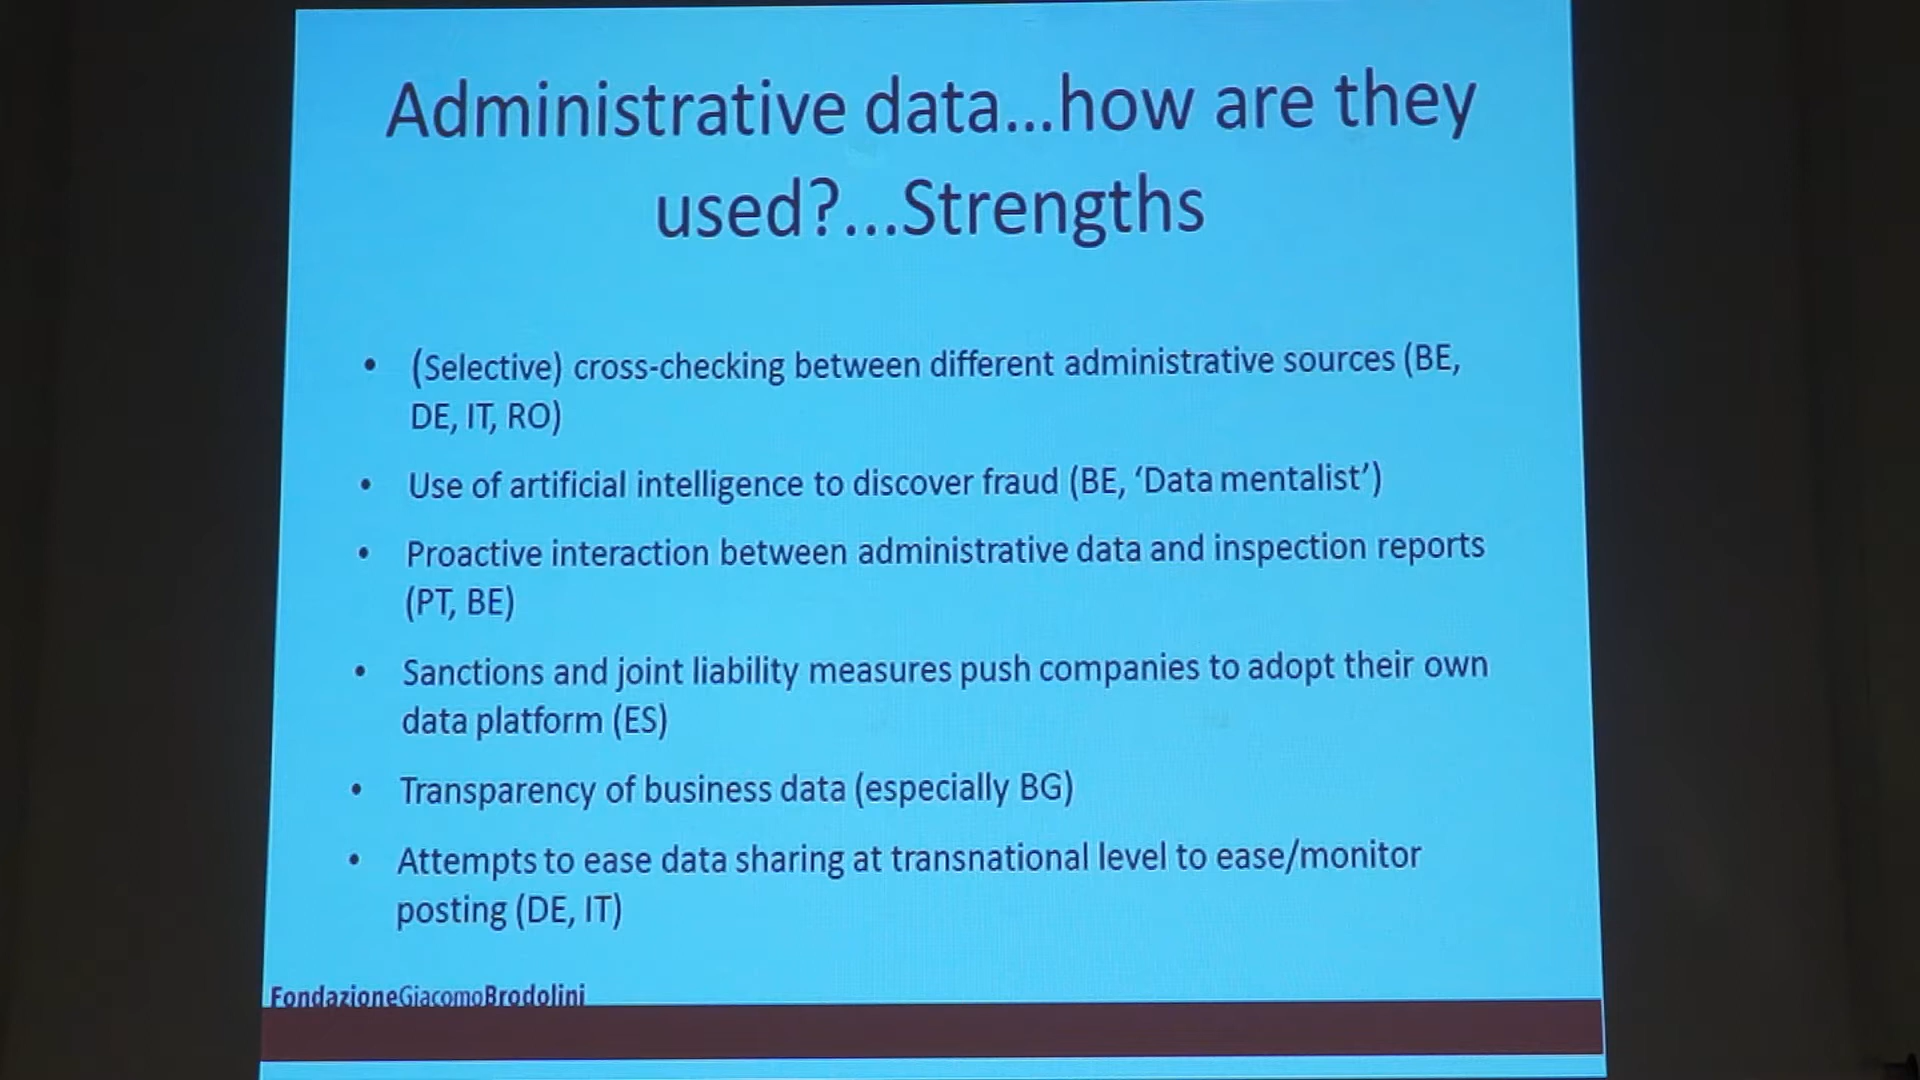 Administrative data...how are they
used?...Strengths
• (Selective) cross-checking between different administrative sources (BE,
DE, IT, RO)
• Use of artificial intelligence to discover fraud (BE, ‘Data mentalist’)
• Proactive interaction between administrative data and inspection reports
(PT, BE)
• Sanctions and joint liability measures push companies to adopt their own
data platform (ES)
• Transparency of business data (especially BG)
• Attempts to ease data sharing at transnational level to ease/monitor
posting (DE, IT)
FondazioneGiacomoBrodolini